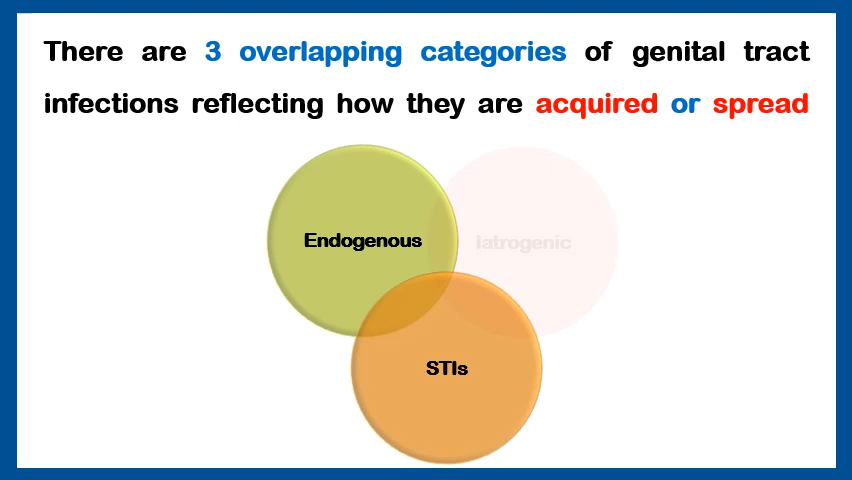 There are 3 overlapping categories of genital tract
infections reflecting how they are acquired or spread
Endogenous
Iatrogenic
STIs